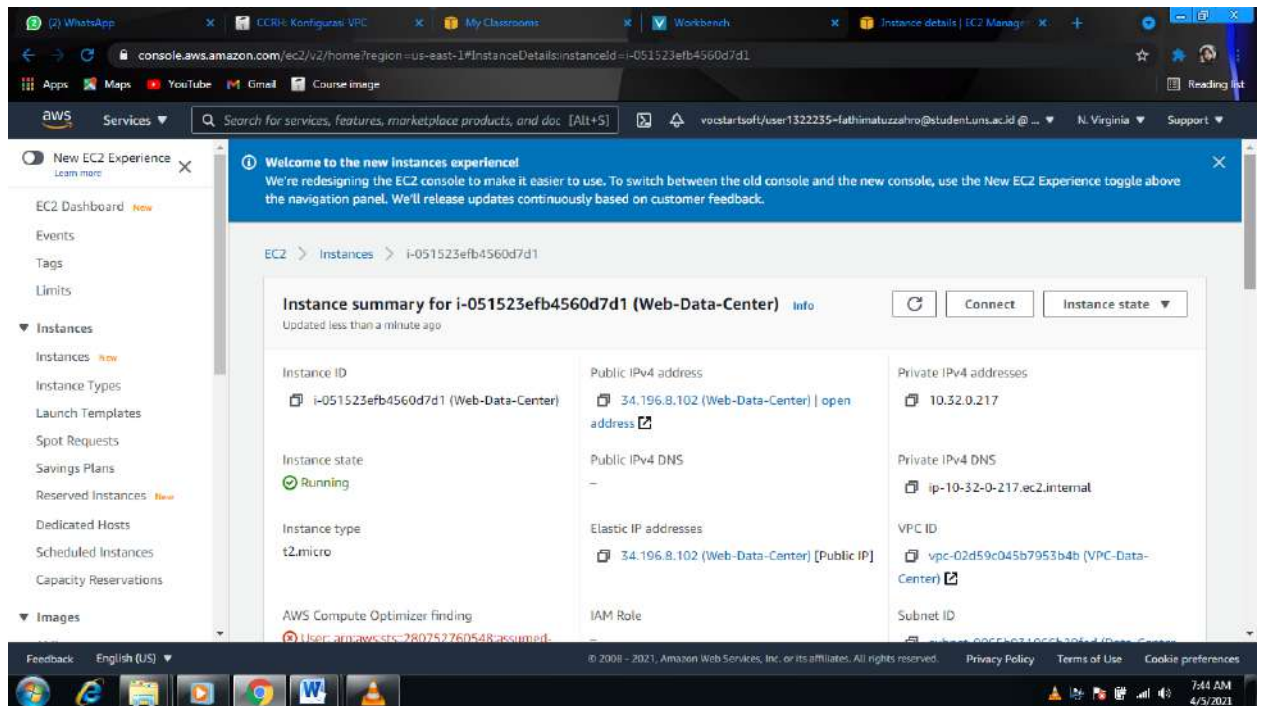 (2) WhatsApp
CCRH: Konfigurasi VPC
My Classrooms
Workbench
Instance details | EC2 Manage
console.aws.amazon.com/ec2/v2/home?region=us-east-1#InstanceDetails:instanceId=i-051523efb4560d7d1
Apps Maps YouTube Gmail Course image
Reading list
aws Services ▼ Search for services, features, marketplace products, and doc [Alt+S] vocstartsoft/user1322235=fathimatuzzahro@student.uns.ac.id @ ... ▼ N. Virginia ▼ Support ▼
New EC2 Experience
Learn more
EC2 Dashboard New
Events
Tags
Limits
▼ Instances
Instances New
Instance Types
Launch Templates
Spot Requests
Savings Plans
Reserved Instances New
Dedicated Hosts
Scheduled Instances
Capacity Reservations
▼ Images
Welcome to the new instances experience!
We're redesigning the EC2 console to make it easier to use. To switch between the old console and the new console, use the New EC2 Experience toggle above
the navigation panel. We'll release updates continuously based on customer feedback.
EC2 > Instances > i-051523efb4560d7d1
Instance summary for i-051523efb4560d7d1 (Web-Data-Center) Info
Updated less than a minute ago
Connect
Instance state ▼
Instance ID
i-051523efb4560d7d1 (Web-Data-Center)
Public IPv4 address
34.196.8.102 (Web-Data-Center) | open
address
Private IPv4 addresses
10.32.0.217
Instance state
Running
Public IPv4 DNS
–
Private IPv4 DNS
ip-10-32-0-217.ec2.internal
Instance type
t2.micro
Elastic IP addresses
34.196.8.102 (Web-Data-Center) [Public IP]
VPC ID
vpc-02d59c045b7953b4b (VPC-Data-
Center)
AWS Compute Optimizer finding
User: arn:aws:sts::280752760548:assumed-
IAM Role
–
Subnet ID
Feedback English (US) ▼ © 2008 - 2021, Amazon Web Services, Inc. or its affiliates. All rights reserved. Privacy Policy Terms of Use Cookie preferences
7:44 AM
4/5/2021